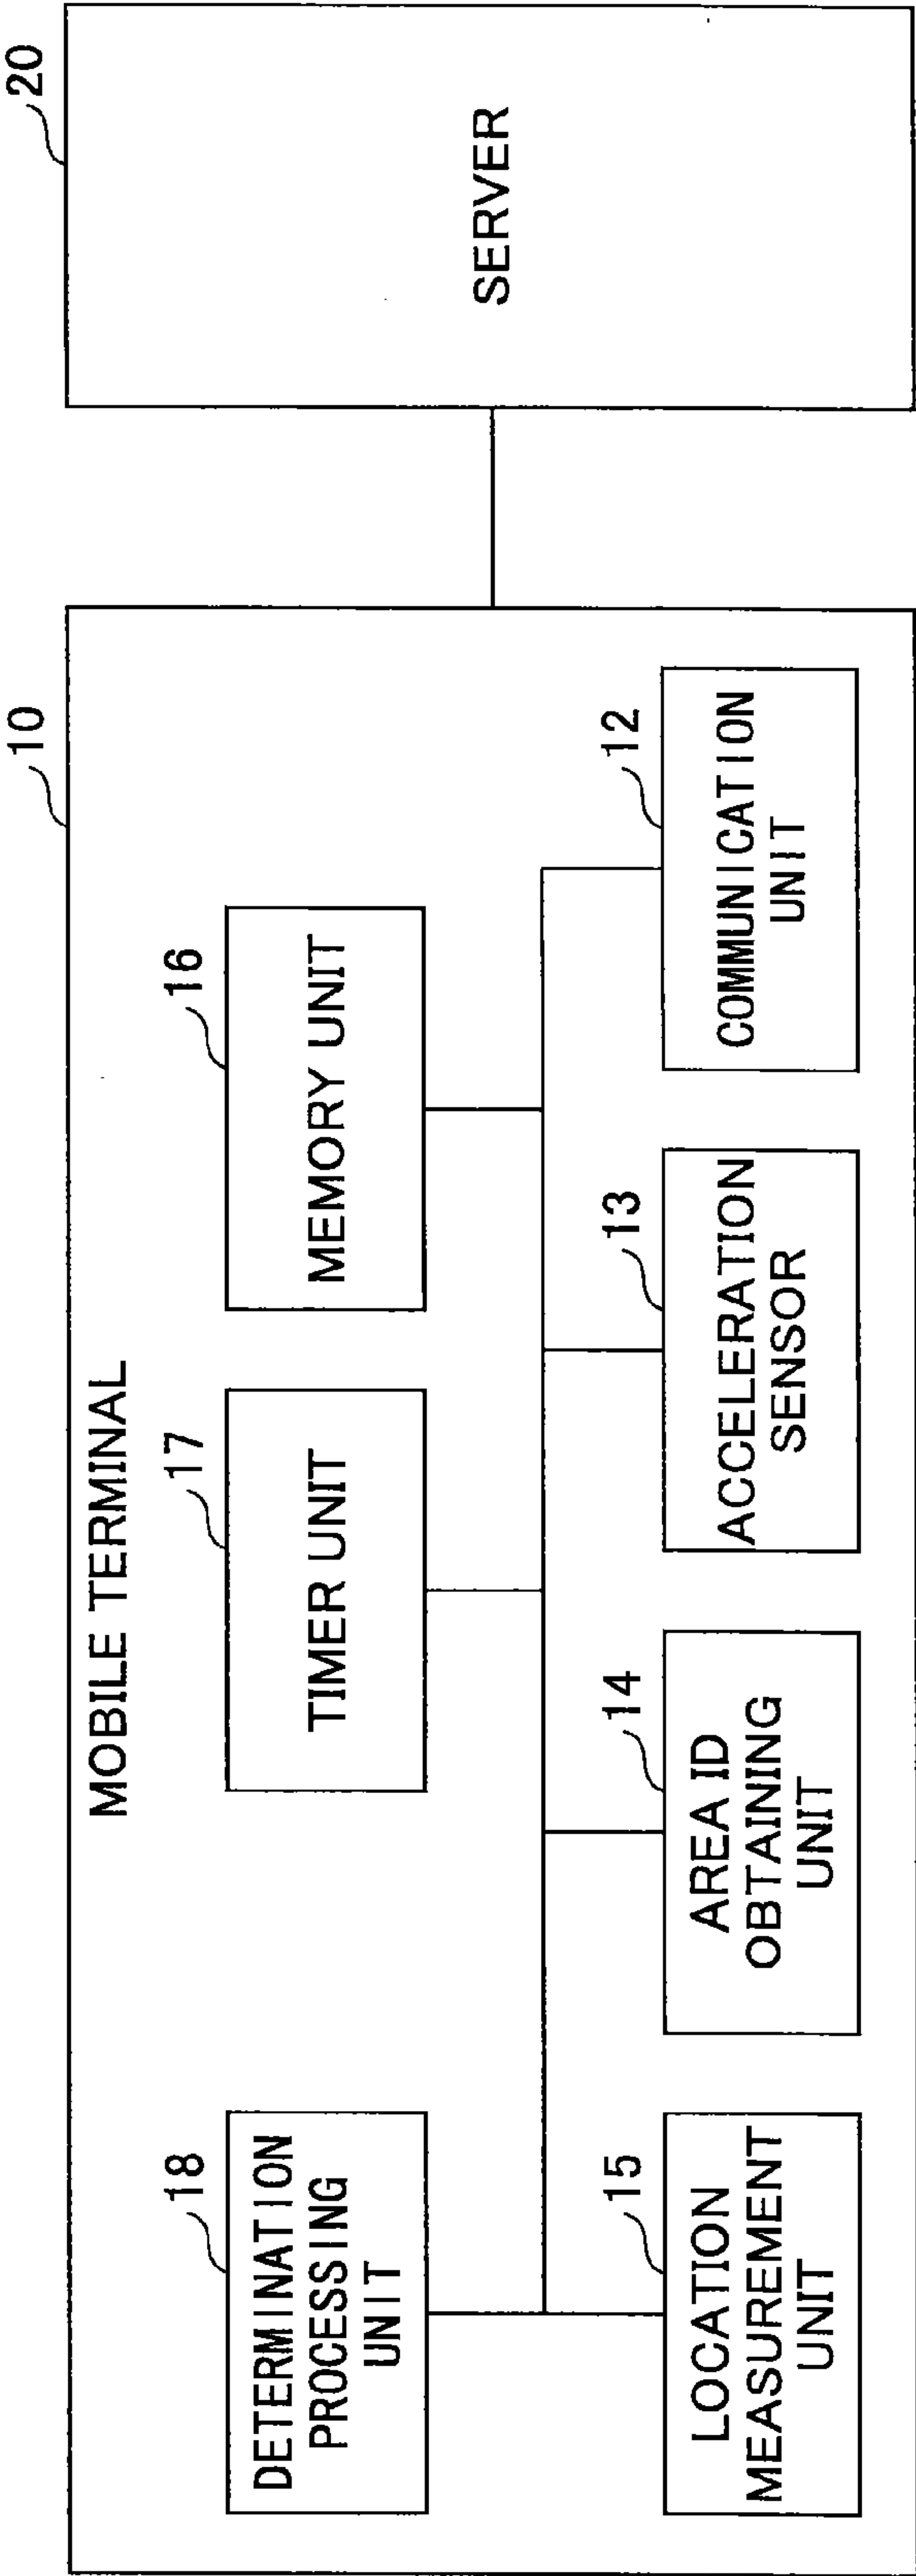 10
MOBILE TERMINAL
18
DETERMINATION
PROCESSING
UNIT
17
TIMER UNIT
16
MEMORY UNIT
15
LOCATION
MEASUREMENT
UNIT
14
AREA ID
OBTAINING
UNIT
13
ACCELERATION
SENSOR
12
COMMUNICATION
UNIT
20
SERVER